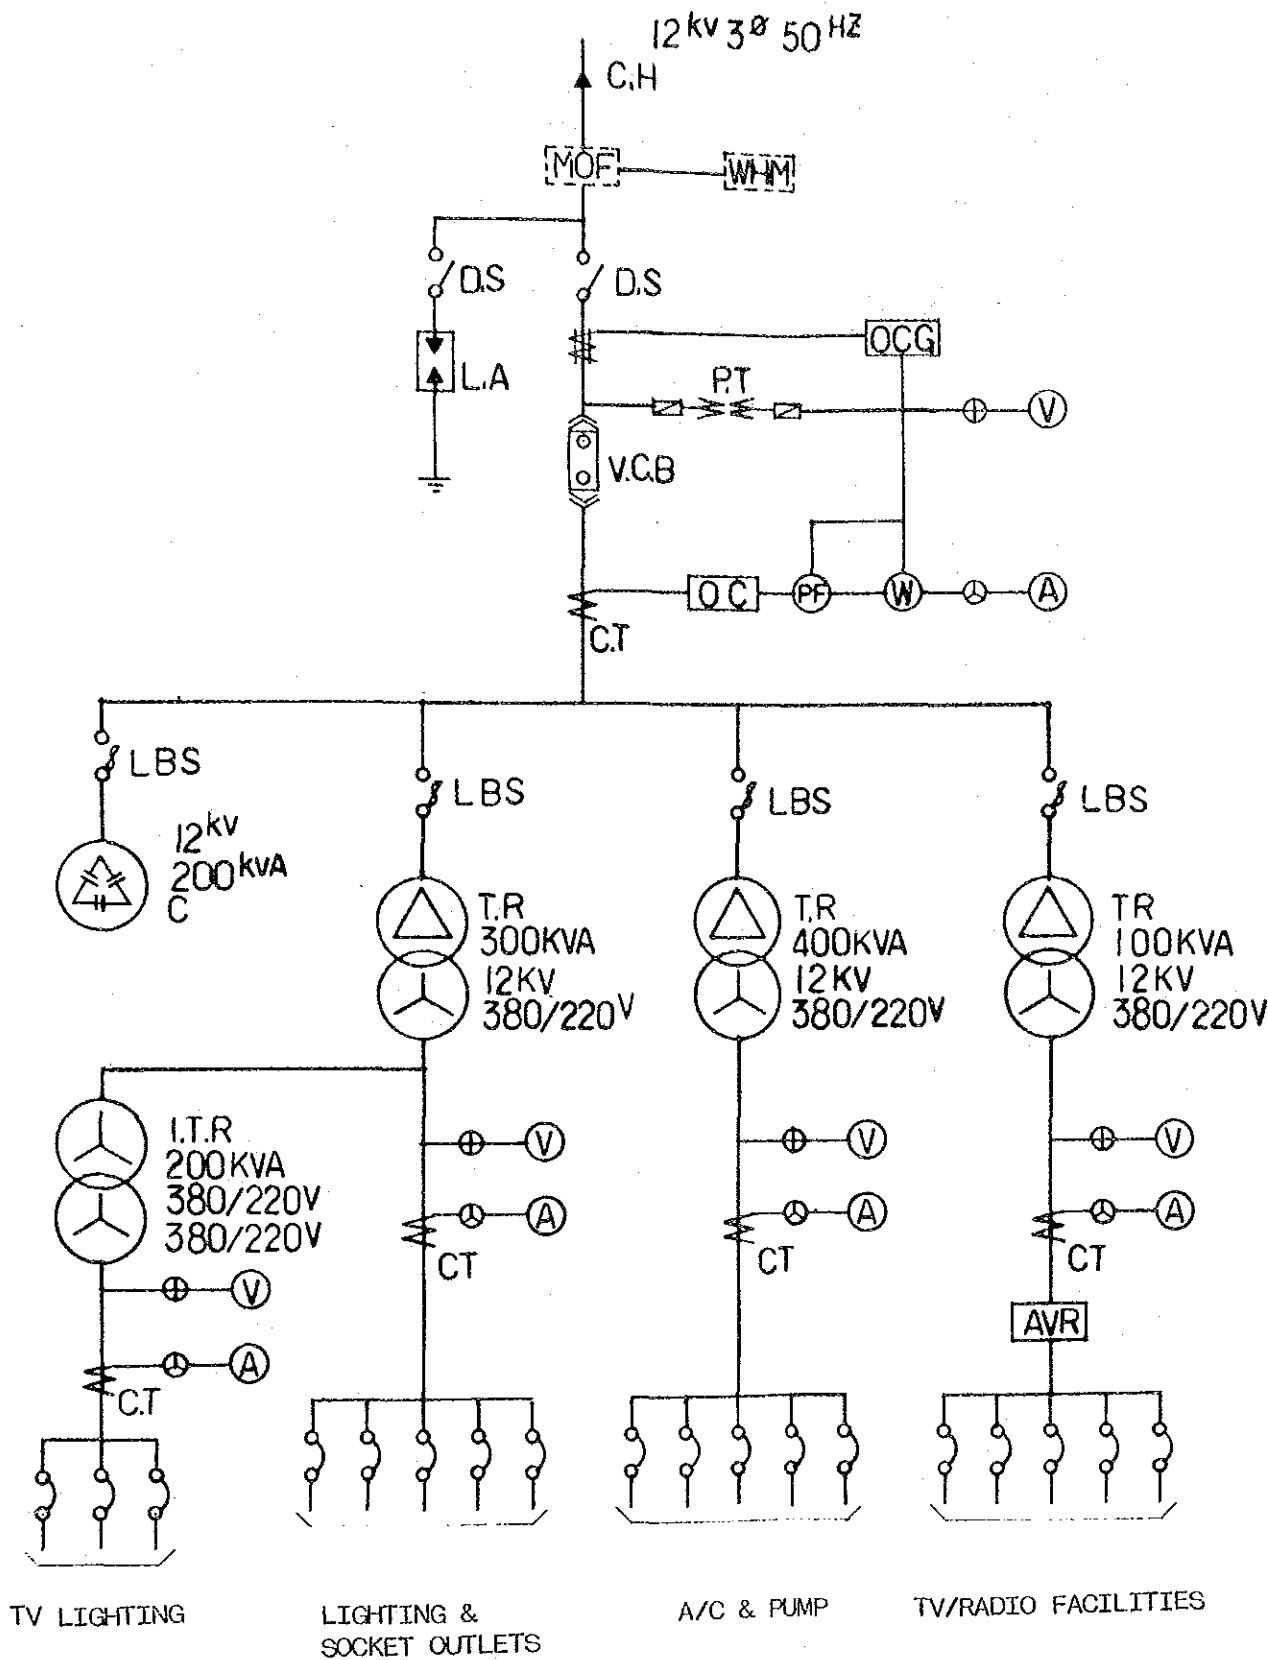 12kV 3Ø 50HZ
C.H
MOF
WHM
D.S
D.S
OCG
L.A
P.T
V
V.C.B
OC
PF
W
A
C.T
LBS
LBS
LBS
LBS
12kV
200kVA
C
T.R
300KVA
12KV
380/220V
T.R
400KVA
12KV
380/220V
TR
100KVA
12KV
380/220V
I.T.R
200KVA
380/220V
380/220V
V
V
V
A
A
A
CT
CT
CT
V
AVR
A
C.T
TV LIGHTING
LIGHTING &
SOCKET OUTLETS
A/C & PUMP
TV/RADIO FACILITIES